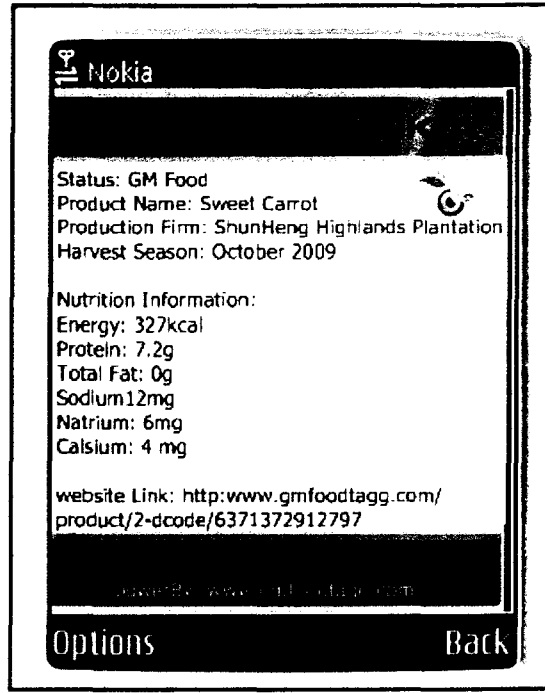 Nokia
Status: GM Food
Product Name: Sweet Carrot
Production Firm: ShunHeng Highlands Plantation
Harvest Season: October 2009
Nutrition Information:
Energy: 327kcal
Protein: 7.2g
Total Fat: 0g
Sodium12mg
Natrium: 6mg
Calsium: 4 mg
website Link: http:www.gmfoodtagg.com/
product/2-dcode/6371372912797
Options Back